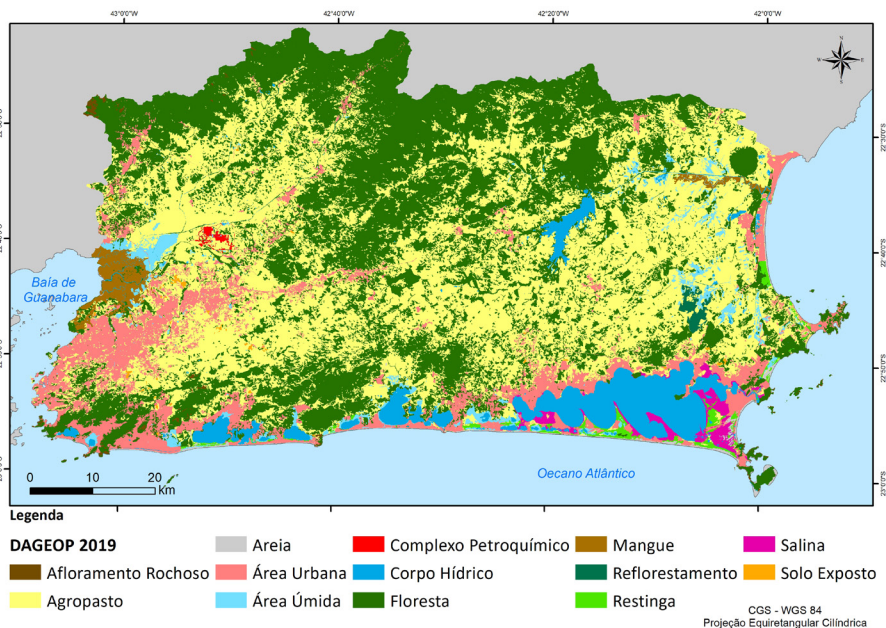 43°0'0"W 42°40'0"W 42°20'0"W 42°0'0"W
N
W E
S
22°30'0"S
22°40'0"S
Baía de
Guanabara
22°50'0"S
Oecano Atlântico
23°0'0"S
0 10 20
Km
Legenda
DAGEOP 2019 Areia Complexo Petroquímico Mangue Salina
Afloramento Rochoso Área Urbana Corpo Hídrico Reflorestamento Solo Exposto
Agropasto Área Úmida Floresta Restinga
CGS - WGS 84
Projeção Equiretangular Cilíndrica